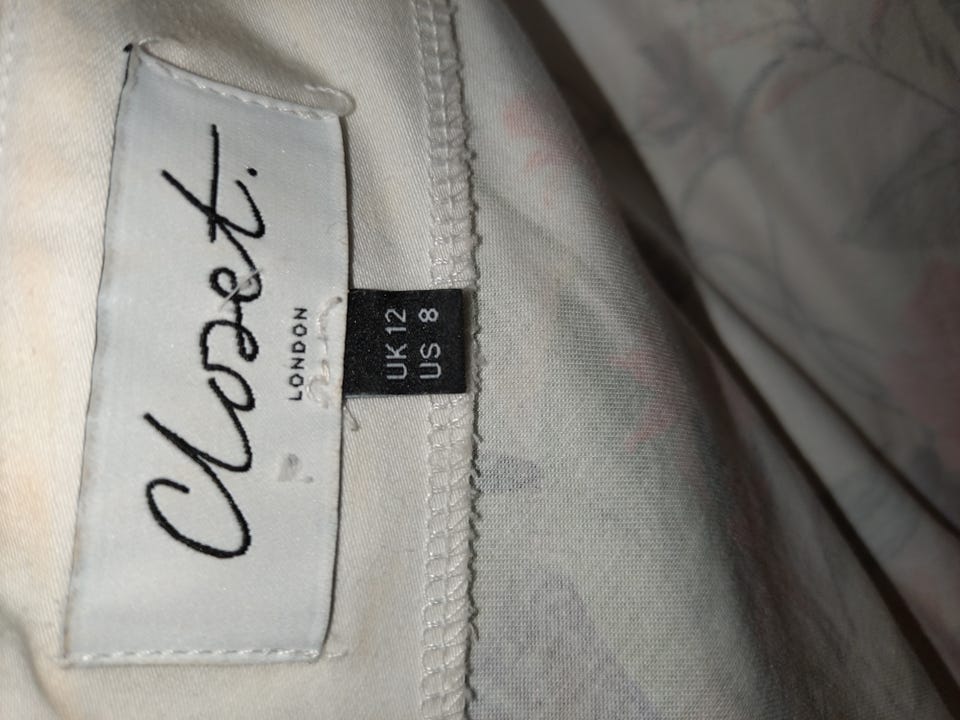 Closet.
LONDON
UK 12
US 8